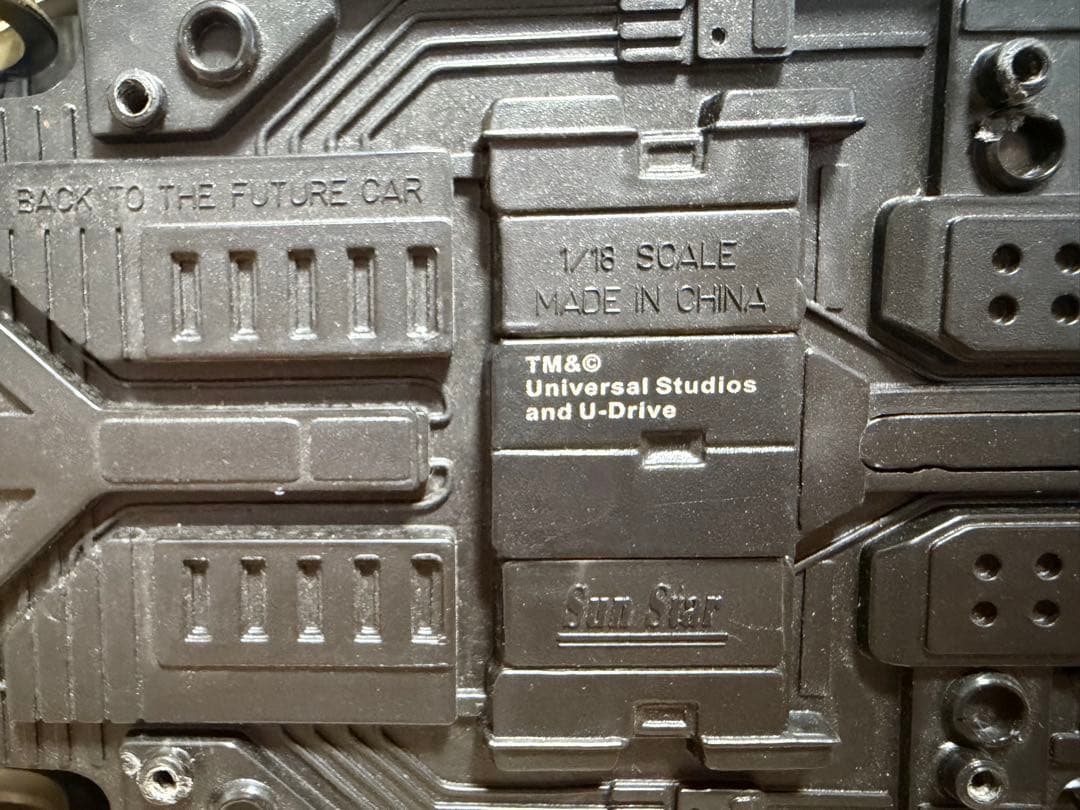 BACK TO THE FUTURE CAR
1/18 SCALE
MADE IN CHINA
TM&©
Universal Studios
and U-Drive
Sun Star